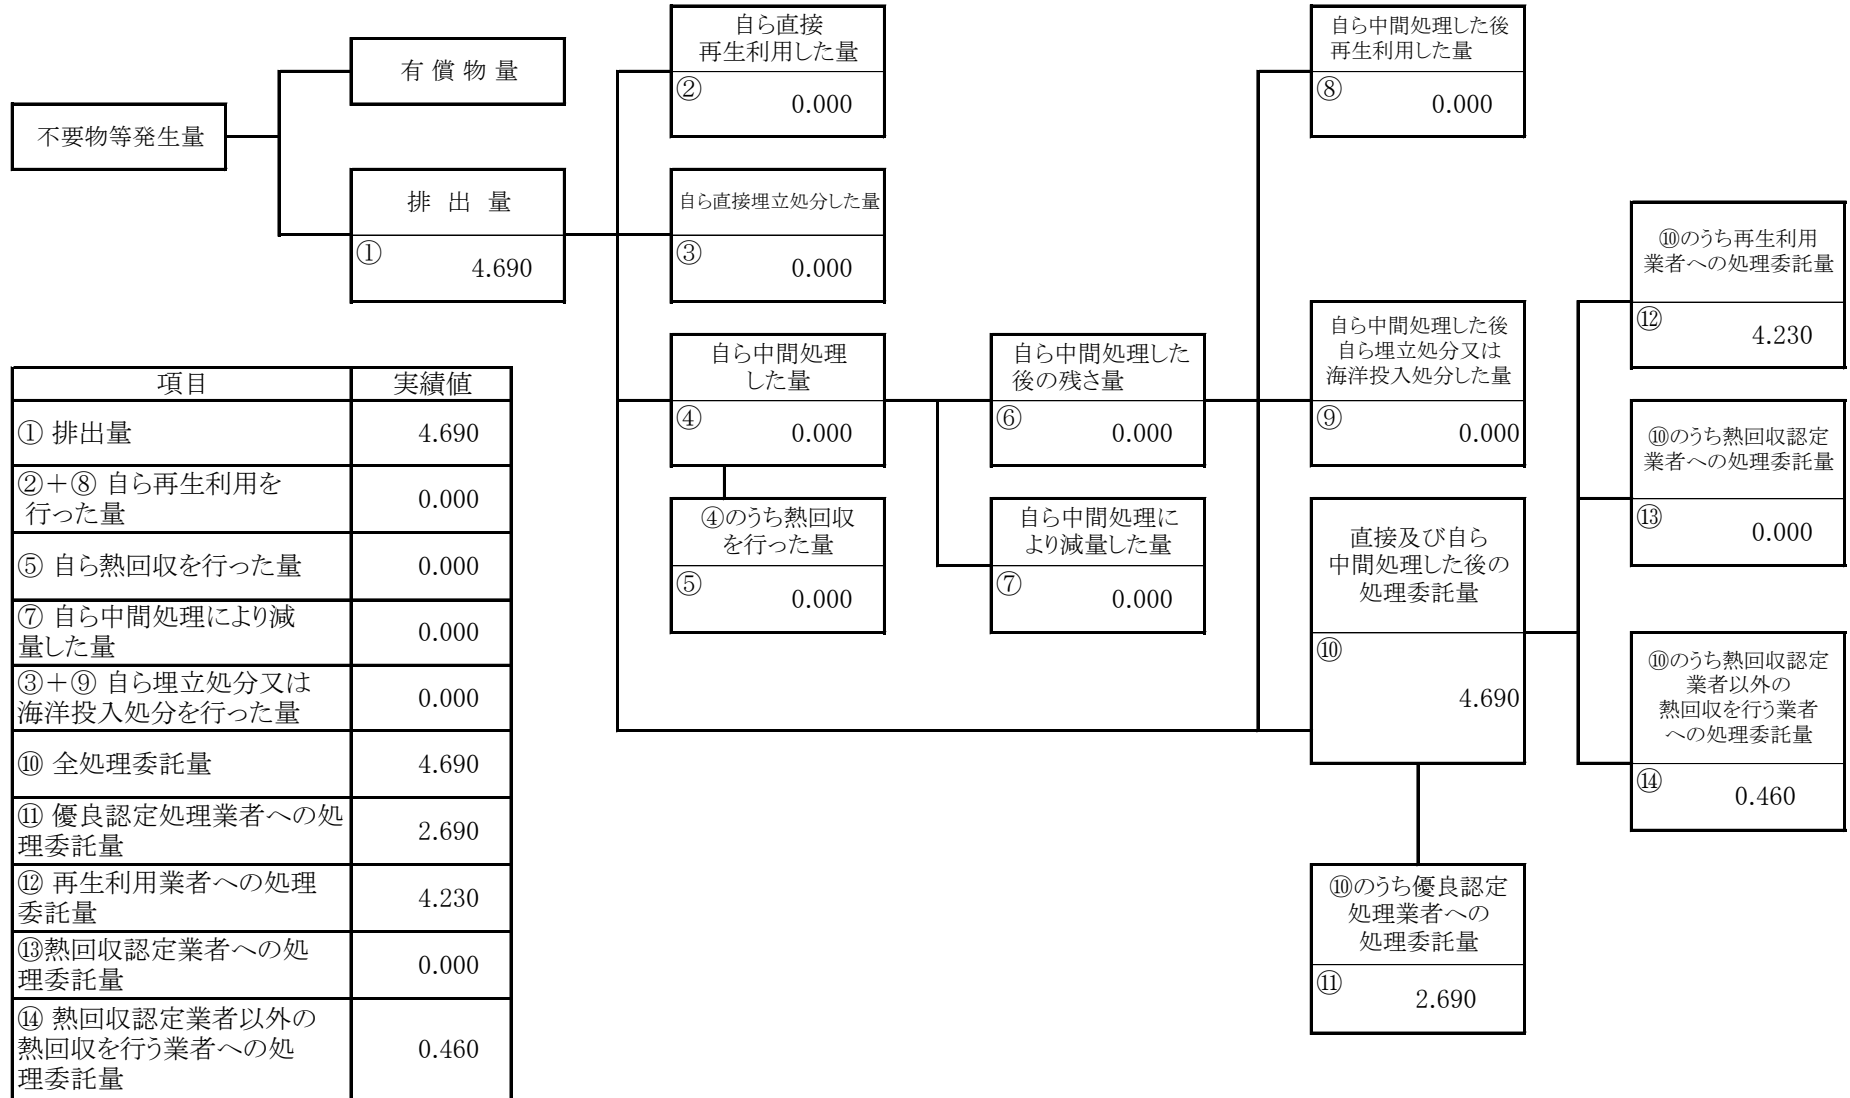 不要物等発生量
有 償 物 量
排 出 量
①
4.690
自ら直接
再生利用した量
②
0.000
自ら直接埋立処分した量
③
0.000
自ら中間処理
した量
④
0.000
④のうち熱回収
を行った量
⑤
0.000
自ら中間処理した
後の残さ量
⑥
0.000
自ら中間処理に
より減量した量
⑦
0.000
自ら中間処理した後
再生利用した量
⑧
0.000
自ら中間処理した後
自ら埋立処分又は
海洋投入処分した量
⑨
0.000
直接及び自ら
中間処理した後の
処理委託量
⑩
4.690
⑩のうち優良認定
処理業者への
処理委託量
⑪
2.690
⑩のうち再生利用
業者への処理委託量
⑫
4.230
⑩のうち熱回収認定
業者への処理委託量
⑬
0.000
⑩のうち熱回収認定
業者以外の
熱回収を行う業者
への処理委託量
⑭
0.460
項目 実績値
① 排出量 4.690
②＋⑧ 自ら再生利用を
行った量 0.000
⑤ 自ら熱回収を行った量 0.000
⑦ 自ら中間処理により減
量した量 0.000
③＋⑨ 自ら埋立処分又は
海洋投入処分を行った量 0.000
⑩ 全処理委託量 4.690
⑪ 優良認定処理業者への処
理委託量 2.690
⑫ 再生利用業者への処理
委託量 4.230
⑬熱回収認定業者への処
理委託量 0.000
⑭ 熱回収認定業者以外の
熱回収を行う業者への処
理委託量 0.460